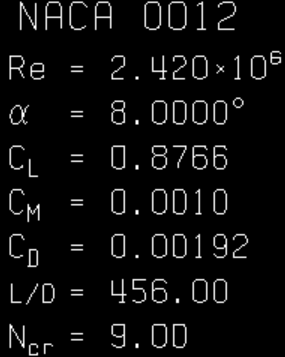 NACA 0012
Re = 2.420×10⁶
α = 8.0000°
C_L = 0.8766
C_M = 0.0010
C_D = 0.00192
L/D = 456.00
N_cr = 9.00